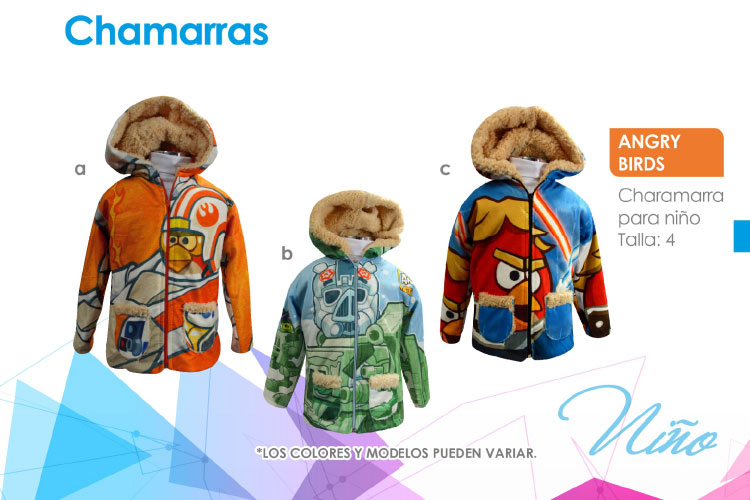 Chamarras
a
b
c
ANGRY
BIRDS
Charamarra
para niño
Talla: 4
Niño
*LOS COLORES Y MODELOS PUEDEN VARIAR.